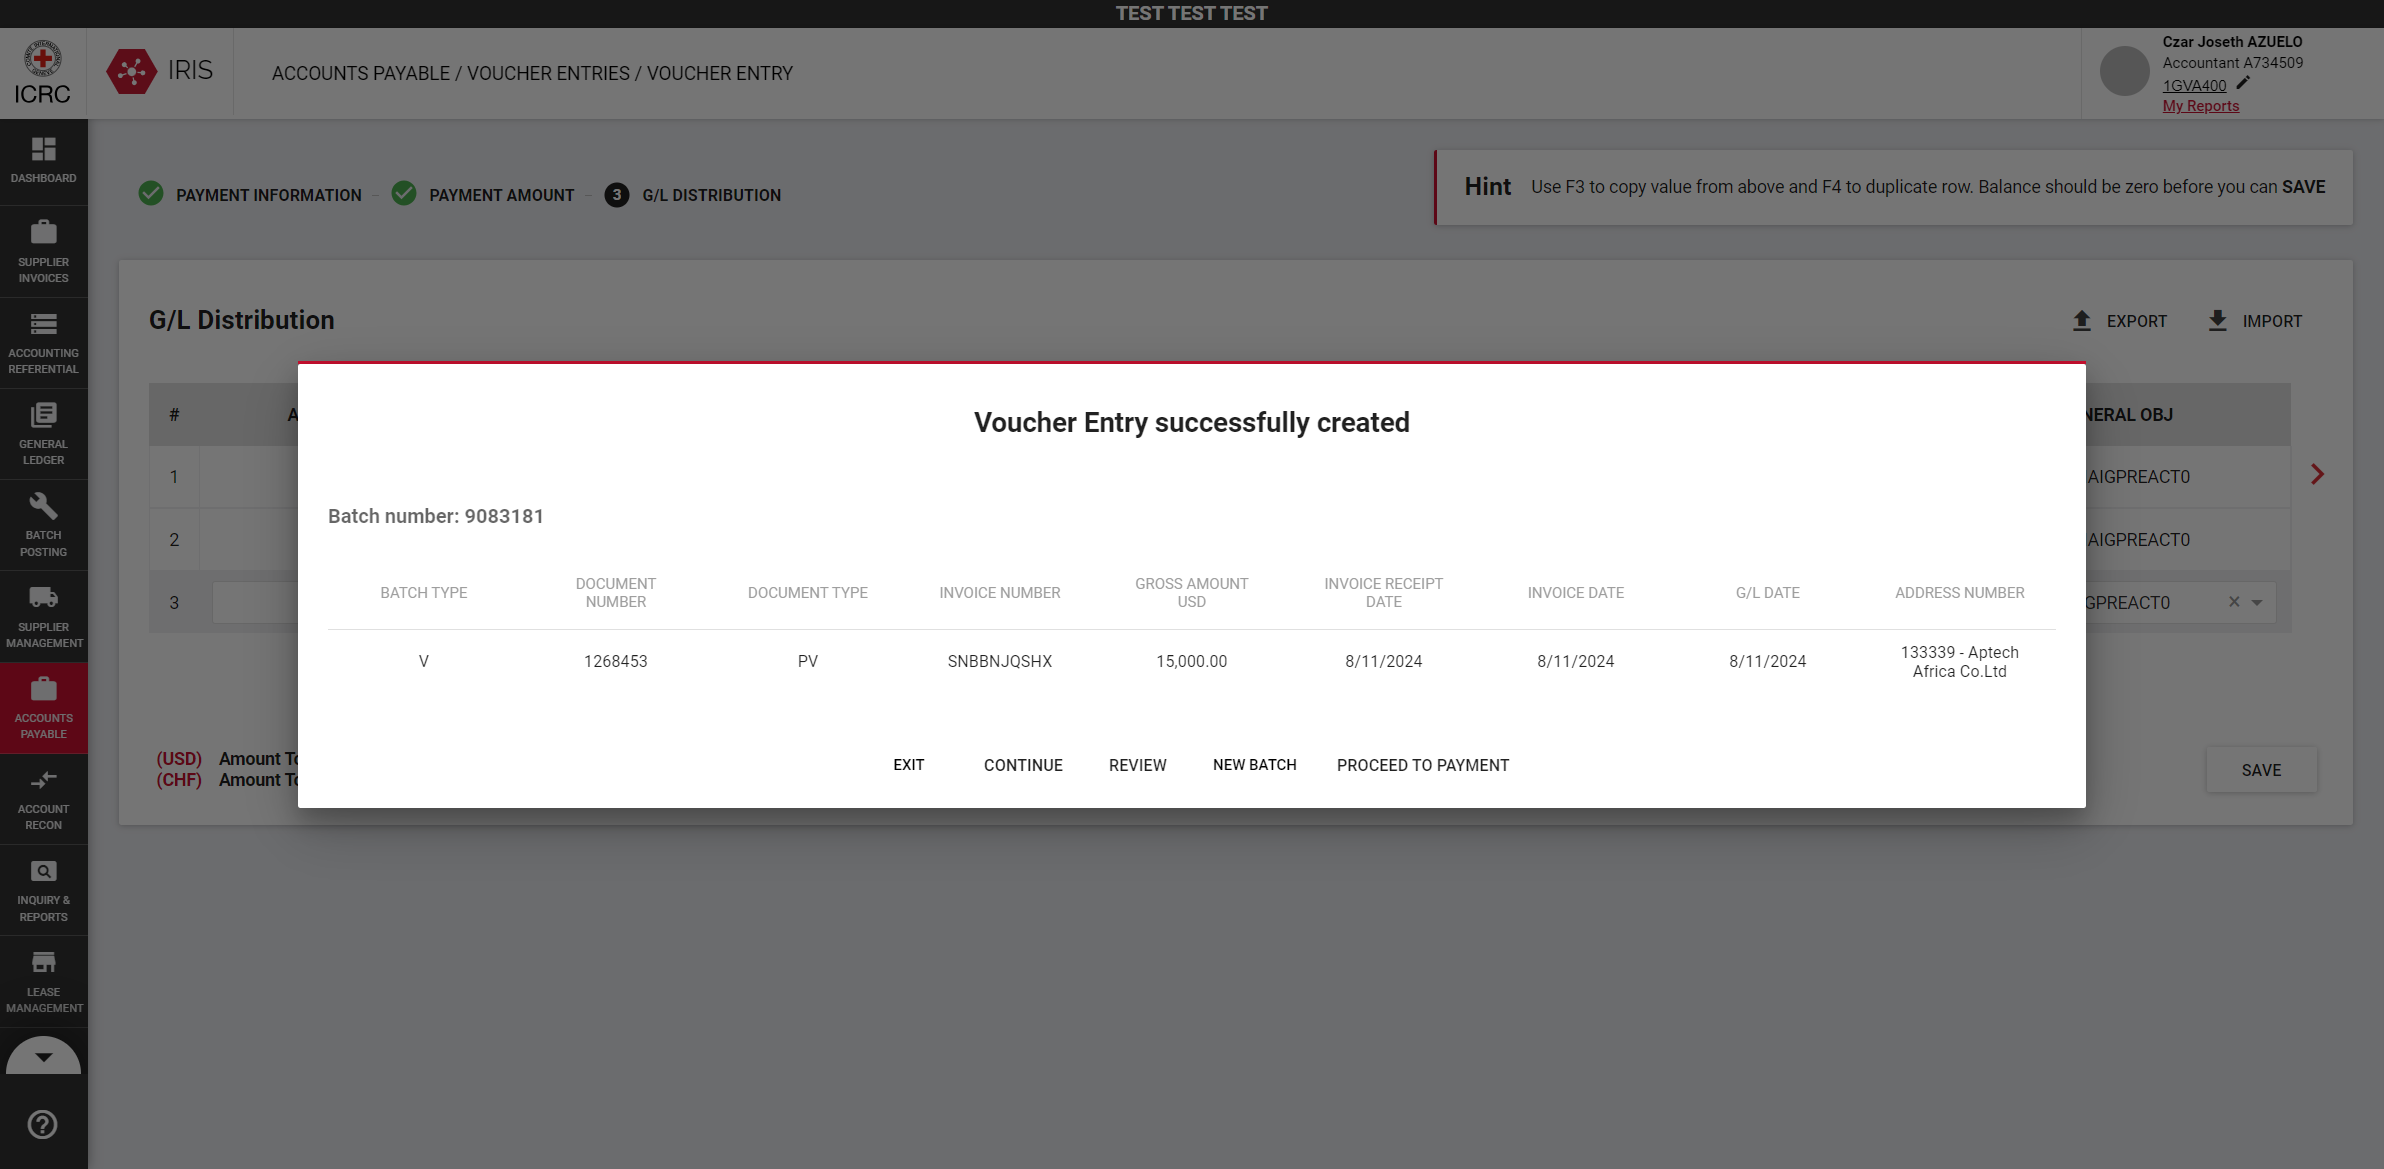 TEST TEST TEST
ICRC
IRIS
ACCOUNTS PAYABLE / VOUCHER ENTRIES / VOUCHER ENTRY
Czar Joseth AZUELO
Accountant A734509
1GVA400
My Reports
DASHBOARD
SUPPLIER
INVOICES
ACCOUNTING
REFERENTIAL
GENERAL
LEDGER
BATCH
POSTING
SUPPLIER
MANAGEMENT
ACCOUNTS
PAYABLE
ACCOUNT
RECON
INQUIRY &
REPORTS
LEASE
MANAGEMENT
PAYMENT INFORMATION - PAYMENT AMOUNT - 3 G/L DISTRIBUTION
Hint Use F3 to copy value from above and F4 to duplicate row. Balance should be zero before you can SAVE
G/L Distribution
EXPORT IMPORT
# A NERAL OBJ
1 AIGPREACT0
2 AIGPREACT0
3 GPREACT0
Voucher Entry successfully created
Batch number: 9083181
BATCH TYPE
DOCUMENT
NUMBER
DOCUMENT TYPE
INVOICE NUMBER
GROSS AMOUNT
USD
INVOICE RECEIPT
DATE
INVOICE DATE
G/L DATE
ADDRESS NUMBER
V 1268453 PV SNBBNJQSHX 15,000.00 8/11/2024 8/11/2024 8/11/2024 133339 - Aptech
Africa Co.Ltd
EXIT CONTINUE REVIEW NEW BATCH PROCEED TO PAYMENT
(USD) Amount To
(CHF) Amount To
SAVE